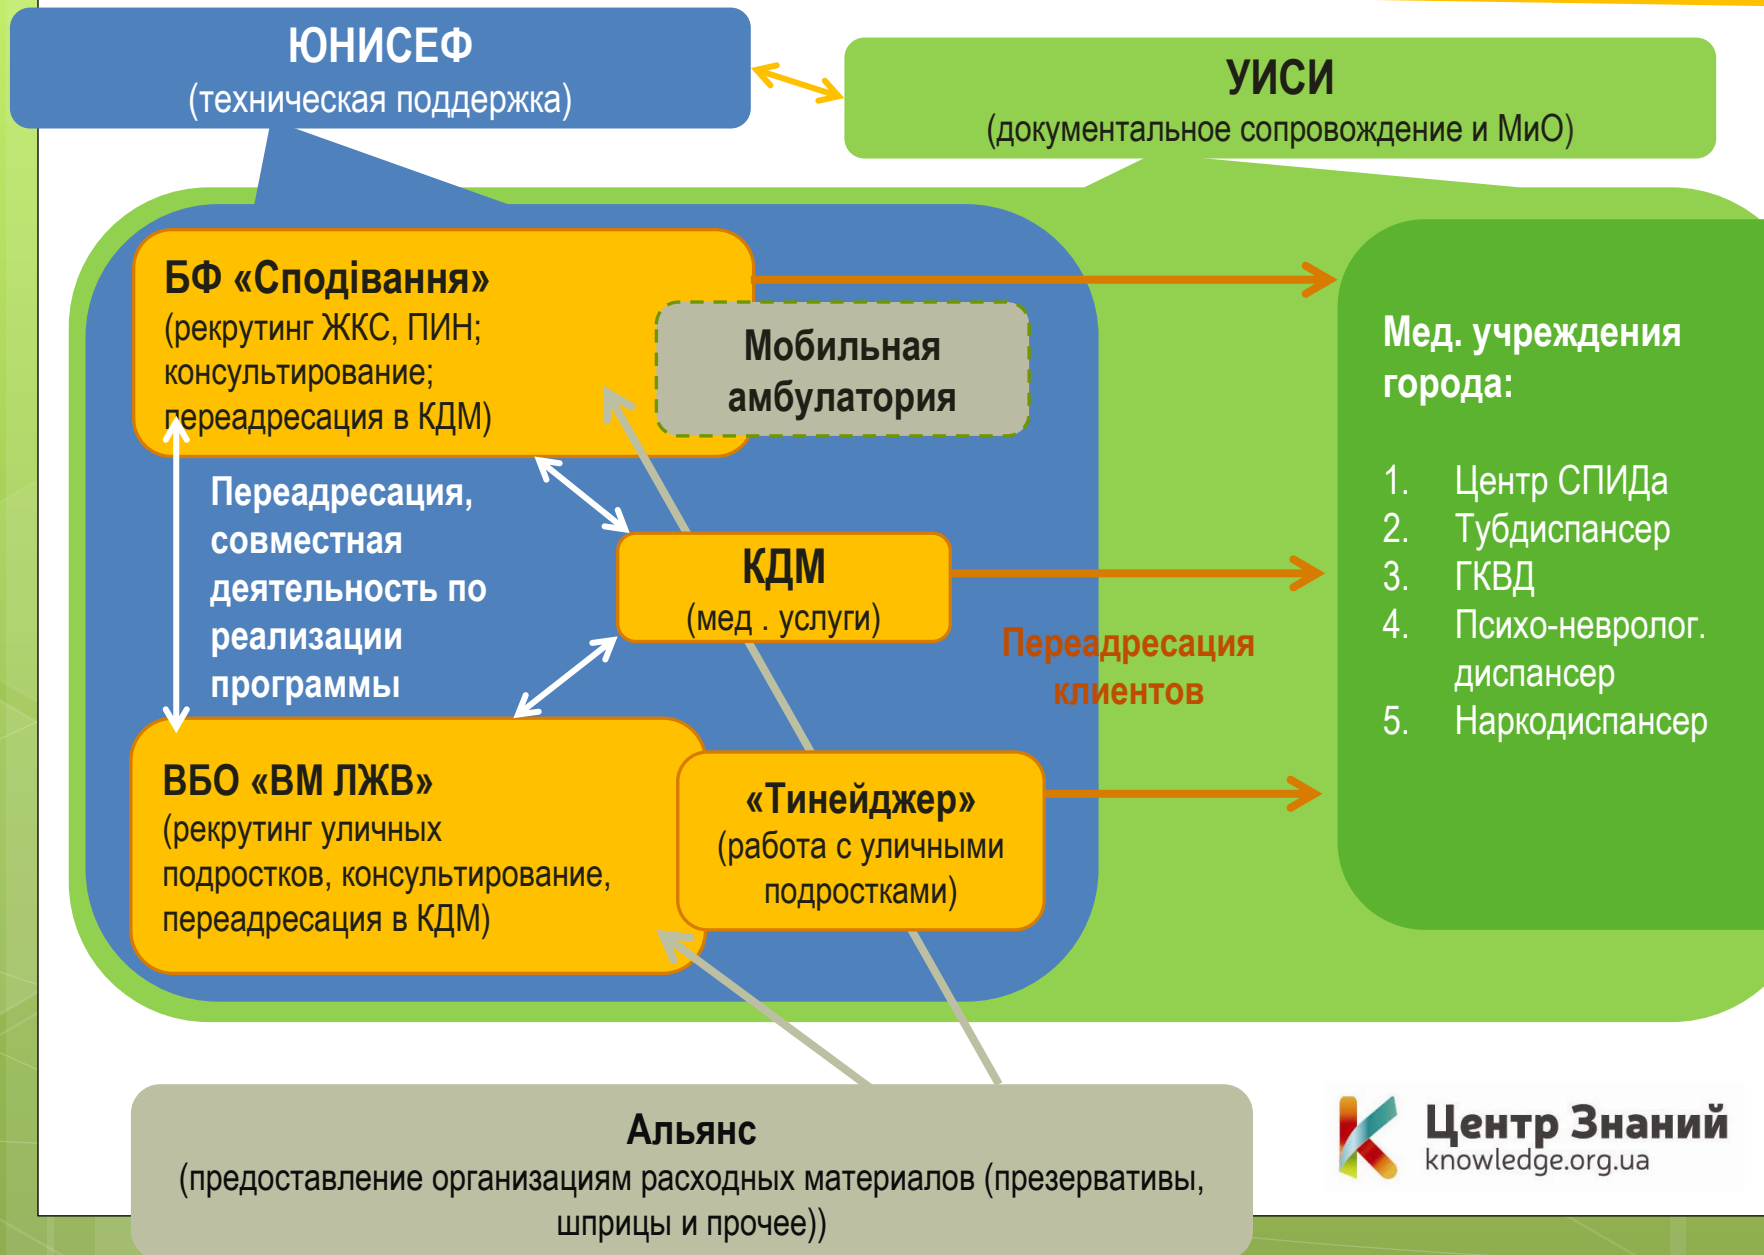 ЮНИСЕФ
(техническая поддержка)
УИСИ
(документальное сопровождение и МиО)
БФ «Сподівання»
(рекрутинг ЖКС, ПИН;
консультирование;
переадресация в КДМ)
Мобильная
амбулатория
Переадресация,
совместная
деятельность по
реализации
программы
КДМ
(мед . услуги)
Переадресация
клиентов
ВБО «ВМ ЛЖВ»
(рекрутинг уличных
подростков, консультирование,
переадресация в КДМ)
«Тинейджер»
(работа с уличными
подростками)
Мед. учреждения
города:
1. Центр СПИДа
2. Тубдиспансер
3. ГКВД
4. Психо-невролог.
диспансер
5. Наркодиспансер
Альянс
(предоставление организациям расходных материалов (презервативы,
шприцы и прочее))
Центр Знаний
knowledge.org.ua